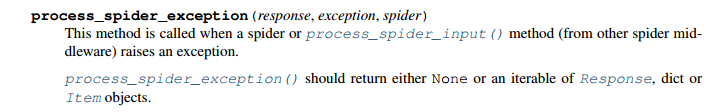 process_spider_exception(response, exception, spider)
This method is called when a spider or process_spider_input() method (from other spider mid-
dleware) raises an exception.
process_spider_exception() should return either None or an iterable of Response, dict or
Item objects.